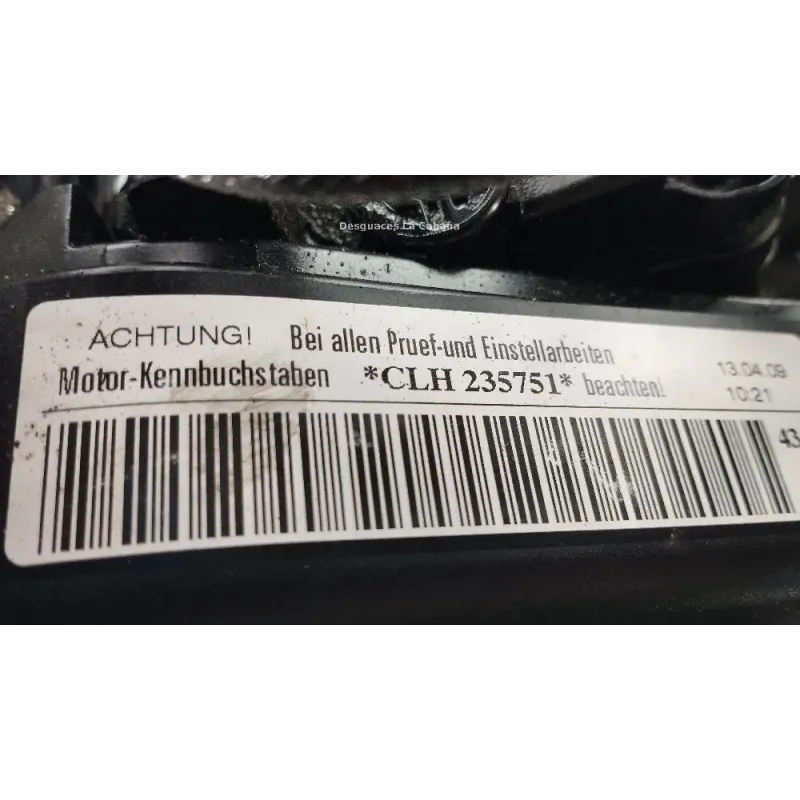 Desguaces La Cabaña
ACHTUNG! Bei allen Pruef-und Einstellarbeiten
Motor-Kennbuchstaben *CLH 235751* beachten!
13.04.09
10:21